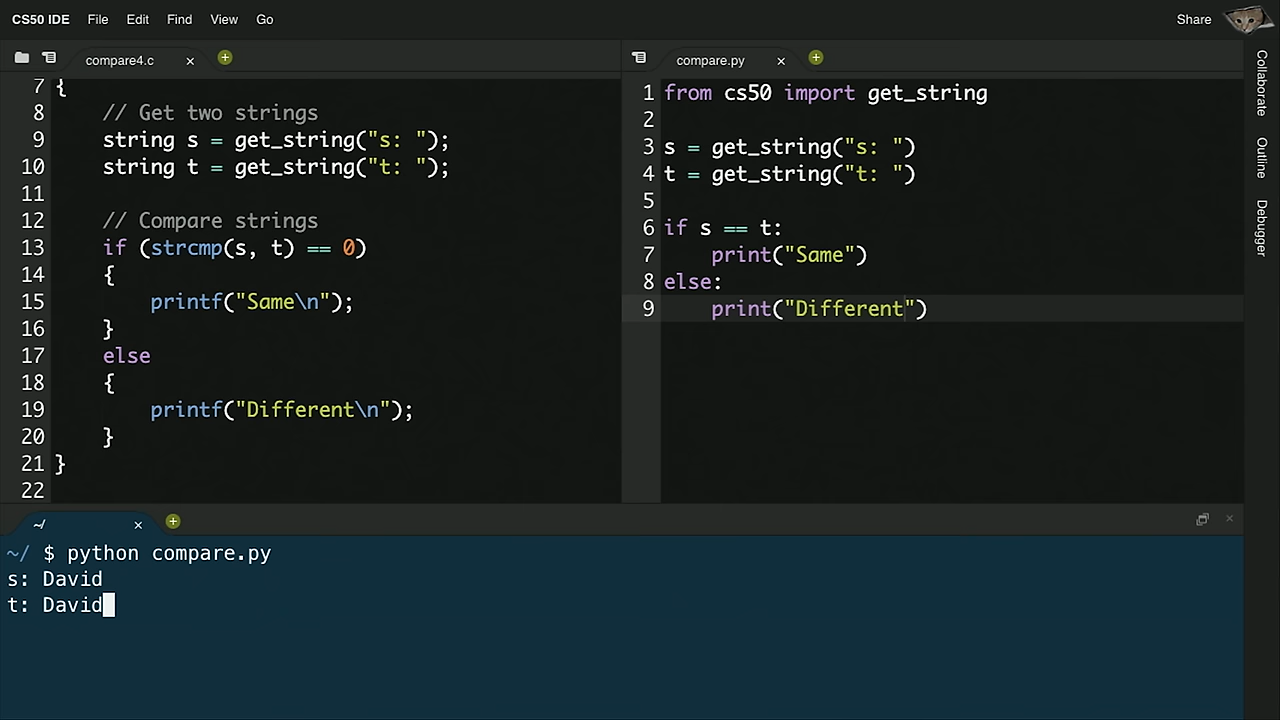 CS50 IDE File Edit Find View Go Share
compare4.c
7 {
8 // Get two strings
9 string s = get_string("s: ");
10 string t = get_string("t: ");
11
12 // Compare strings
13 if (strcmp(s, t) == 0)
14 {
15 printf("Same\n");
16 }
17 else
18 {
19 printf("Different\n");
20 }
21 }
22
compare.py
1 from cs50 import get_string
2
3 s = get_string("s: ")
4 t = get_string("t: ")
5
6 if s == t:
7 print("Same")
8 else:
9 print("Different")
Collaborate
Outline
Debugger
~/
~/ $ python compare.py
s: David
t: David